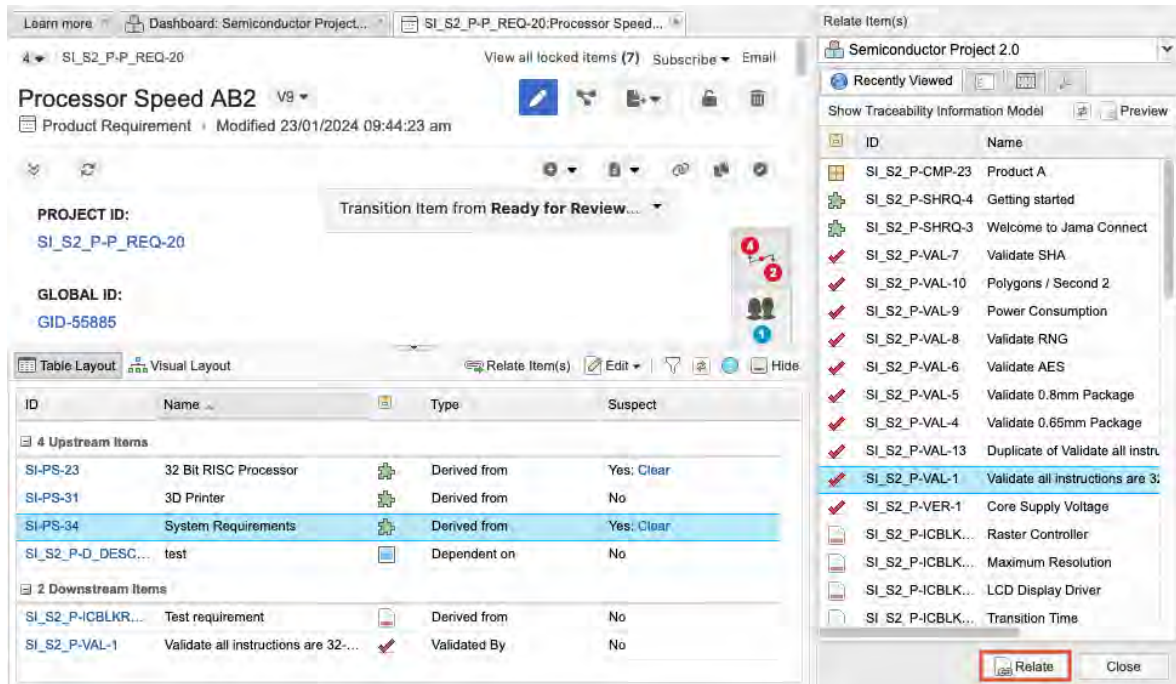 Learn more
Dashboard: Semiconductor Project...
SI_S2_P-P_REQ-20:Processor Speed...
4 SI_S2_P-P_REQ-20
View all locked items (7) Subscribe Email
Processor Speed AB2 V9
Product Requirement Modified 23/01/2024 09:44:23 am
Transition Item from Ready for Review...
PROJECT ID:
SI_S2_P-P_REQ-20
4
2
GLOBAL ID:
GID-55885
1
Table Layout Visual Layout Relate Item(s) Edit Hide
ID Name Type Suspect
4 Upstream Items
SI-PS-23 32 Bit RISC Processor Derived from Yes; Clear
SI-PS-31 3D Printer Derived from No
SI-PS-34 System Requirements Derived from Yes; Clear
SI_S2_P-D_DESC... test Dependent on No
2 Downstream Items
SI_S2_P-ICBLKR... Test requirement Derived from No
SI_S2_P-VAL-1 Validate all instructions are 32-... Validated By No
Relate Item(s)
Semiconductor Project 2.0
Recently Viewed
Show Traceability Information Model Preview
ID Name
SI_S2_P-CMP-23 Product A
SI_S2_P-SHRQ-4 Getting started
SI_S2_P-SHRQ-3 Welcome to Jama Connect
SI_S2_P-VAL-7 Validate SHA
SI_S2_P-VAL-10 Polygons / Second 2
SI_S2_P-VAL-9 Power Consumption
SI_S2_P-VAL-8 Validate RNG
SI_S2_P-VAL-6 Validate AES
SI_S2_P-VAL-5 Validate 0.8mm Package
SI_S2_P-VAL-4 Validate 0.65mm Package
SI_S2_P-VAL-13 Duplicate of Validate all instru
SI_S2_P-VAL-1 Validate all instructions are 32
SI_S2_P-VER-1 Core Supply Voltage
SI_S2_P-ICBLK... Raster Controller
SI_S2_P-ICBLK... Maximum Resolution
SI_S2_P-ICBLK... LCD Display Driver
SI_S2_P-ICBLK... Transition Time
Relate Close